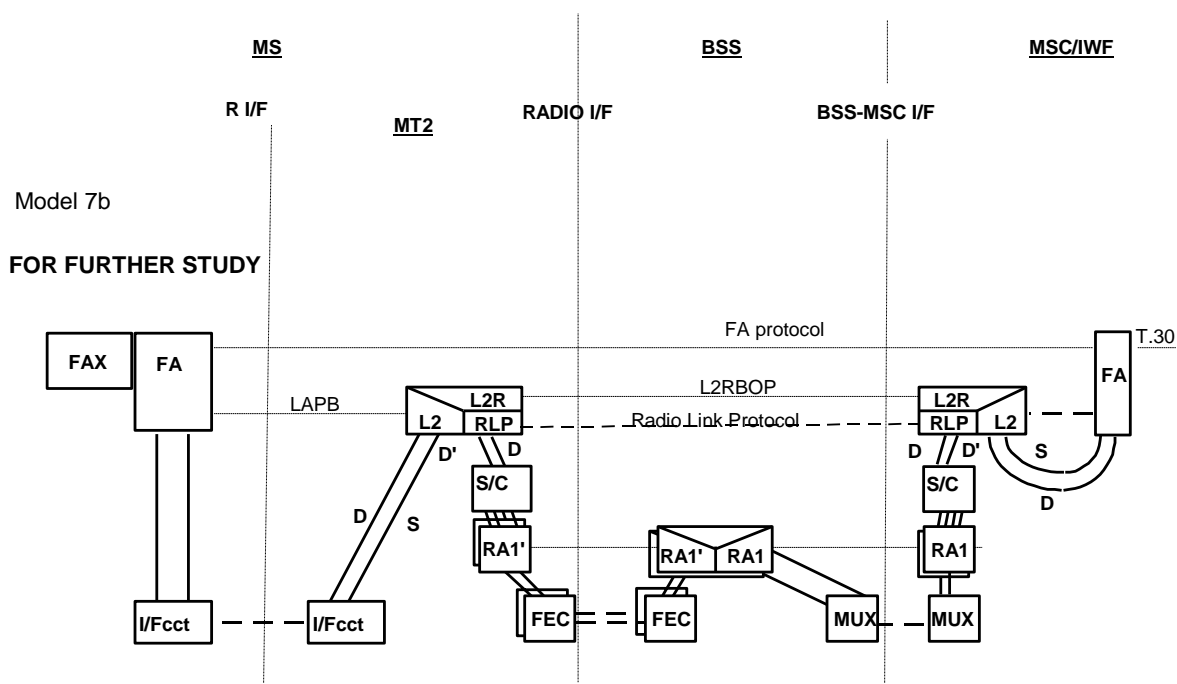 MS BSS MSC/IWF
R I/F MT2 RADIO I/F BSS-MSC I/F
Model 7b
FOR FURTHER STUDY
FA protocol
T.30
FAX FA FA
L2RBOP
LAPB L2R L2R
L2 RLP Radio Link Protocol RLP L2
D' D D D' S
S/C S/C
D S D
RA1' RA1' RA1 RA1
I/Fcct I/Fcct FEC FEC MUX MUX